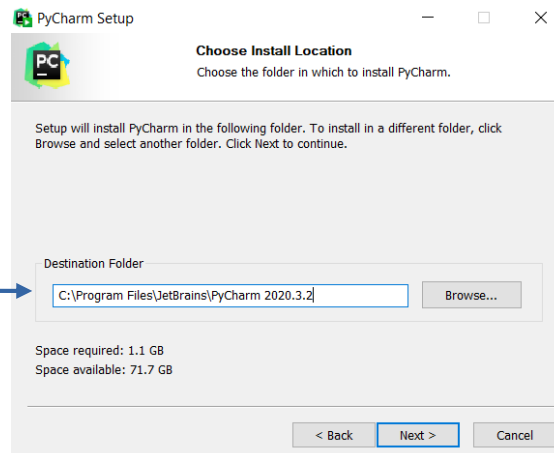 PyCharm Setup
PC
Choose Install Location
Choose the folder in which to install PyCharm.
Setup will install PyCharm in the following folder. To install in a different folder, click
Browse and select another folder. Click Next to continue.
Destination Folder
C:\Program Files\JetBrains\PyCharm 2020.3.2
Browse...
Space required: 1.1 GB
Space available: 71.7 GB
< Back
Next >
Cancel